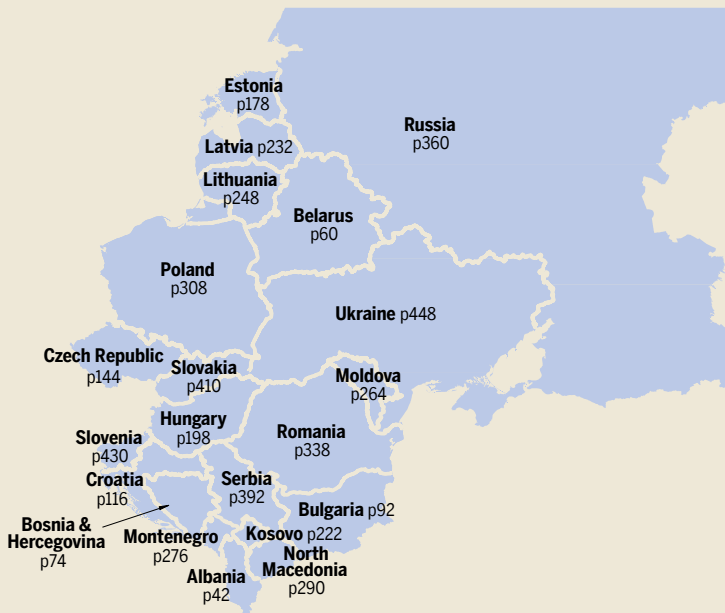 Estonia
p178
Russia
p360
Latvia p232
Lithuania
p248
Belarus
p60
Poland
p308
Ukraine p448
Czech Republic
p144
Slovakia
p410
Moldova
p264
Hungary
p198
Romania
p338
Slovenia
p430
Croatia
p116
Serbia
p392
Bulgaria p92
Bosnia &
Hercegovina
p74
Montenegro
p276
Kosovo p222
North
Macedonia
p290
Albania
p42